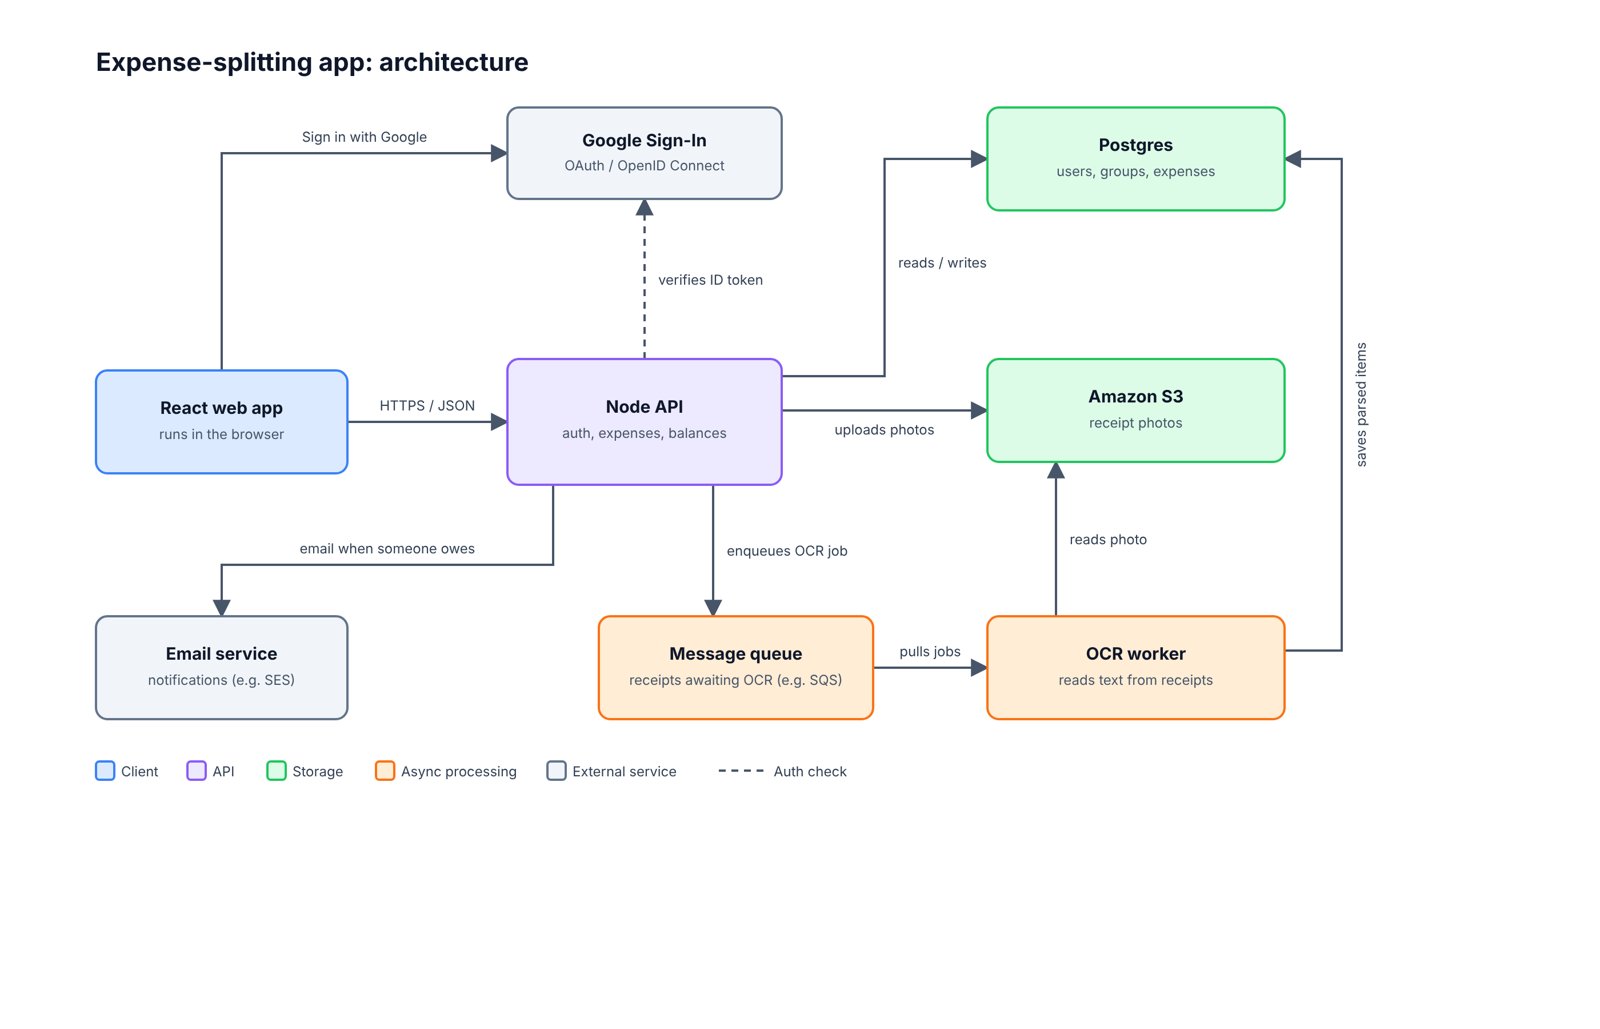 Expense-splitting app: architecture
Sign in with Google
Google Sign-In
OAuth / OpenID Connect
Postgres
users, groups, expenses
verifies ID token
reads / writes
React web app
runs in the browser
HTTPS / JSON
Node API
auth, expenses, balances
uploads photos
Amazon S3
receipt photos
saves parsed items
email when someone owes
enqueues OCR job
reads photo
Email service
notifications (e.g. SES)
Message queue
receipts awaiting OCR (e.g. SQS)
pulls jobs
OCR worker
reads text from receipts
Client
API
Storage
Async processing
External service
Auth check